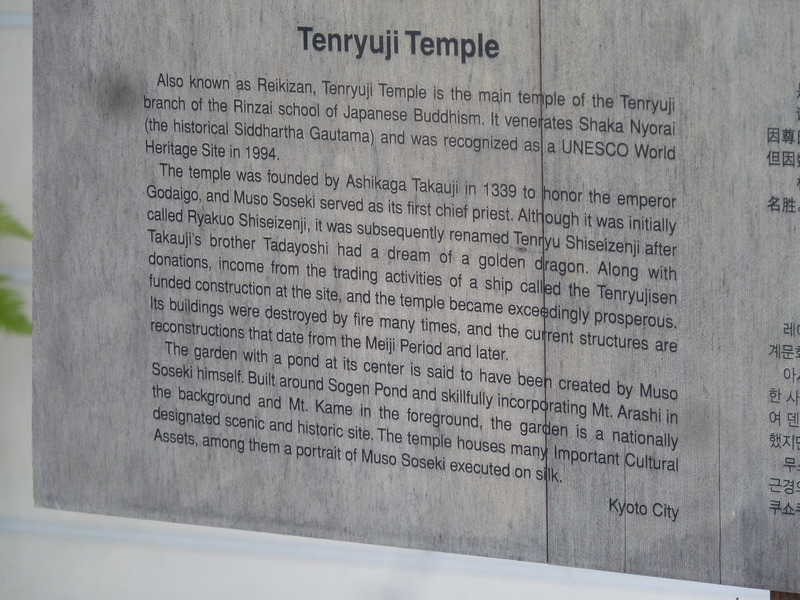 Tenryuji Temple
Also known as Reikizan, Tenryuji Temple is the main temple of the Tenryuji
branch of the Rinzai school of Japanese Buddhism. It venerates Shaka Nyorai
(the historical Siddhartha Gautama) and was recognized as a UNESCO World
Heritage Site in 1994.
The temple was founded by Ashikaga Takauji in 1339 to honor the emperor
Godaigo, and Muso Soseki served as its first chief priest. Although it was initially
called Ryakuo Shiseizenji, it was subsequently renamed Tenryu Shiseizenji after
Takauji's brother Tadayoshi had a dream of a golden dragon. Along with
donations, income from the trading activities of a ship called the Tenryujisen
funded construction at the site, and the temple became exceedingly prosperous.
Its buildings were destroyed by fire many times, and the current structures are
reconstructions that date from the Meiji Period and later.
The garden with a pond at its center is said to have been created by Muso
Soseki himself. Built around Sogen Pond and skillfully incorporating Mt. Arashi in
the background and Mt. Kame in the foreground, the garden is a nationally
designated scenic and historic site. The temple houses many Important Cultural
Assets, among them a portrait of Muso Soseki executed on silk.
Kyoto City
因尊
但因
名胜
레
계문화
아
한 사
여 덴
했지만
무
근경
쿠쇼